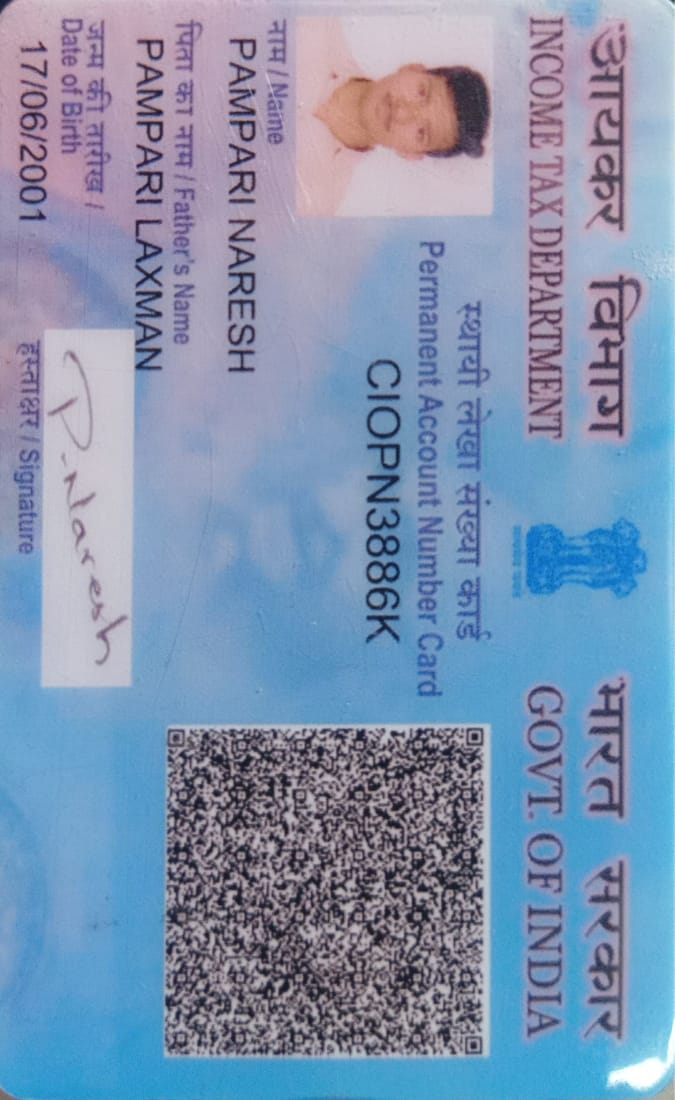 आयकर विभाग
INCOME TAX DEPARTMENT
भारत सरकार
GOVT. OF INDIA
सत्यमेव जयते
स्थायी लेखा संख्या कार्ड
Permanent Account Number Card
CIOPN3886K
नाम / Name
PAMPARI NARESH
पिता का नाम / Father's Name
PAMPARI LAXMAN
जन्म की तारीख /
Date of Birth
17/06/2001
P.Naresh
हस्ताक्षर / Signature